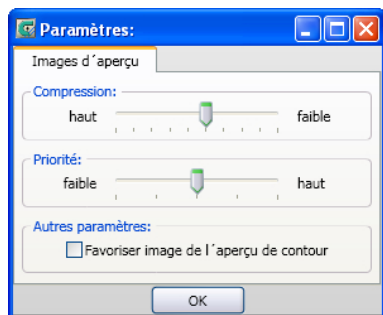 Paramètres:
Images d´aperçu
Compression:
haut faible
Priorité:
faible haut
Autres paramètres:
Favoriser image de l´aperçu de contour
OK